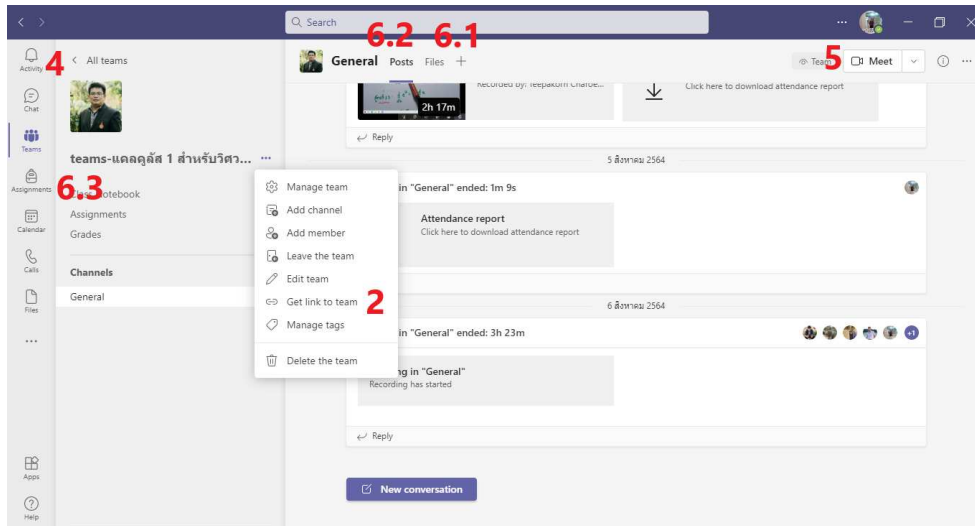 Search
6.2 6.1
4
5
Activity
All teams
General Posts Files
Team
Meet
Chat
2h 17m
Click here to download attendance report
Reply
Teams
teams-แคลคูลัส 1 สำหรับวิศว... ...
5 สิงหาคม 2564
Assignments
6.3
Notebook
Manage team
in "General" ended: 1m 9s
Assignments
Add channel
Attendance report
Calendar
Grades
Add member
Click here to download attendance report
Calls
Leave the team
Channels
Edit team
Files
General
Get link to team
2
6 สิงหาคม 2564
Manage tags
in "General" ended: 3h 23m
+1
Delete the team
in "General"
Recording has started
Reply
Apps
New conversation
Help